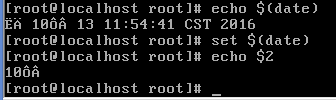 [root@localhost root]# echo $(date)
ËÄ 10ÔÂ 13 11:54:41 CST 2016
[root@localhost root]# set $(date)
[root@localhost root]# echo $2
10ÔÂ
[root@localhost root]# _